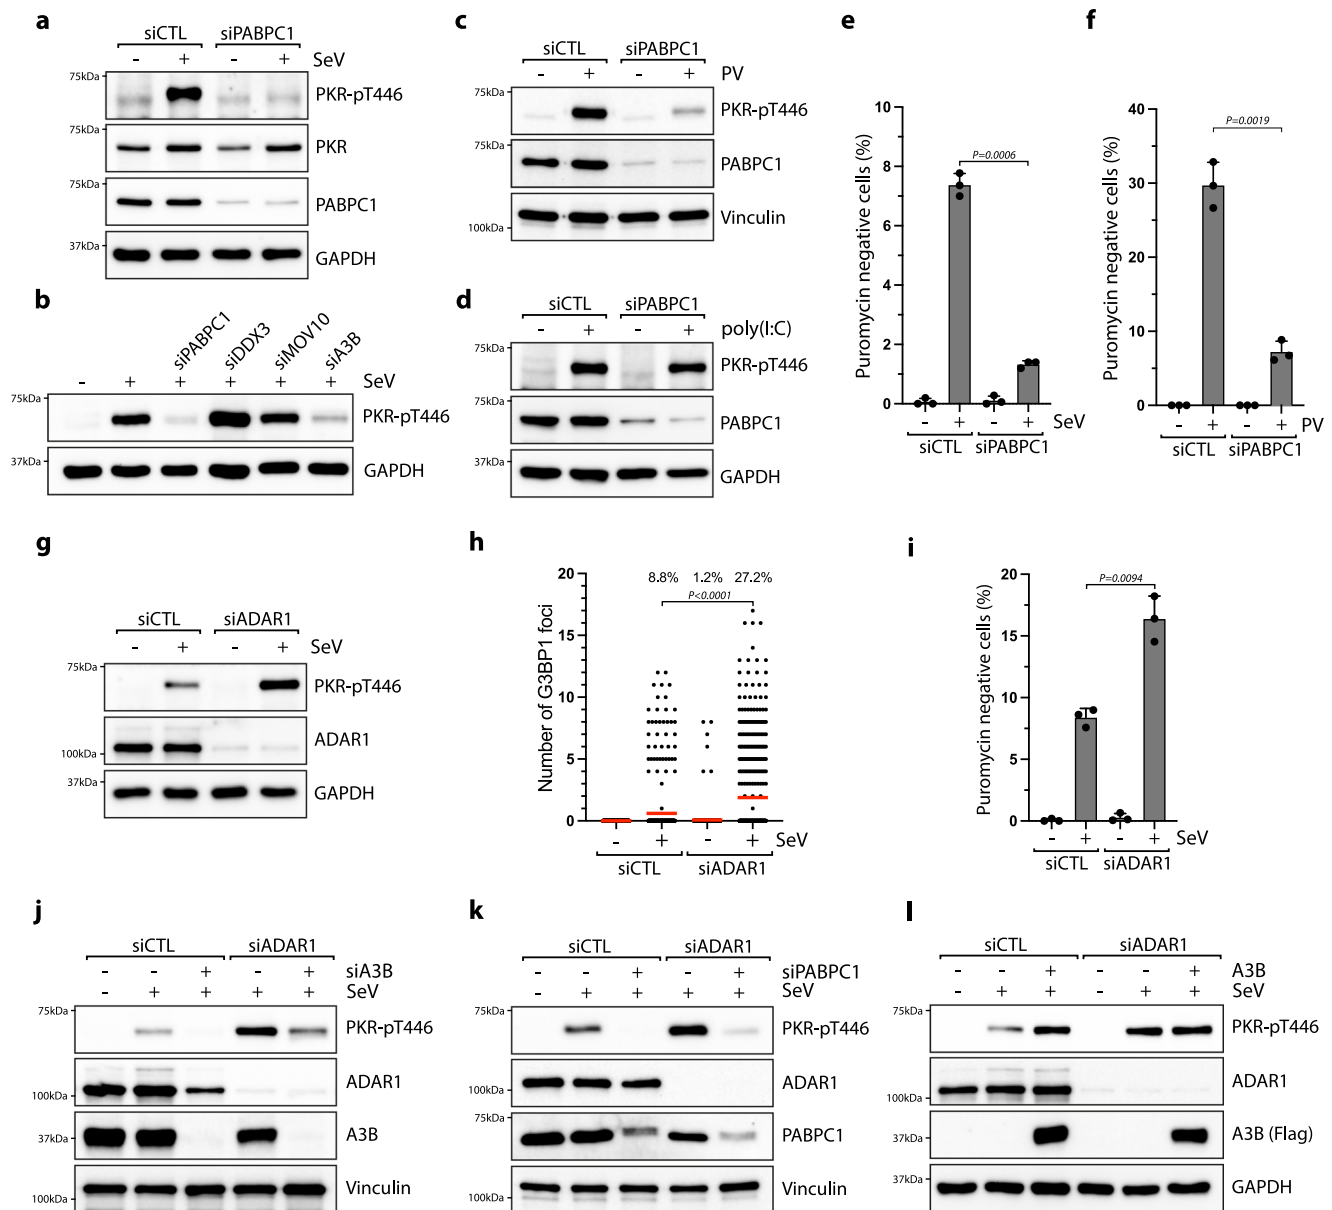 a
siCTL siPABPC1
- + - + SeV
75kDa
PKR-pT446
75kDa
PKR
75kDa
PABPC1
37kDa
GAPDH
b
siPABPC1 siDDX3 siMOV10 siA3B
- + + + + + SeV
75kDa
PKR-pT446
37kDa
GAPDH
c
siCTL siPABPC1
- + - + PV
75kDa
PKR-pT446
75kDa
PABPC1
Vinculin
100kDa
d
siCTL siPABPC1
- + - + poly(I:C)
75kDa
PKR-pT446
75kDa
PABPC1
37kDa
GAPDH
e
Puromycin negative cells (%)
10
8
6
4
2
0
P=0.0006
- + - + SeV
siCTL siPABPC1
f
Puromycin negative cells (%)
40
30
20
10
0
P=0.0019
- + - + PV
siCTL siPABPC1
g
siCTL siADAR1
- + - + SeV
75kDa
PKR-pT446
ADAR1
100kDa
37kDa
GAPDH
h
Number of G3BP1 foci
20
15
10
5
0
8.8% 1.2% 27.2%
P<0.0001
- + - + SeV
siCTL siADAR1
i
Puromycin negative cells (%)
20
15
10
5
0
P=0.0094
- + - + SeV
siCTL siADAR1
j
siCTL siADAR1
- - + - + siA3B
- + + + + SeV
75kDa
PKR-pT446
ADAR1
100kDa
37kDa
A3B
Vinculin
100kDa
k
siCTL siADAR1
- - + - + siPABPC1
- + + + + SeV
75kDa
PKR-pT446
ADAR1
100kDa
75kDa
PABPC1
Vinculin
100kDa
l
siCTL siADAR1
- - + - - + A3B
- + + - + + SeV
75kDa
PKR-pT446
ADAR1
100kDa
37kDa
A3B (Flag)
37kDa
GAPDH